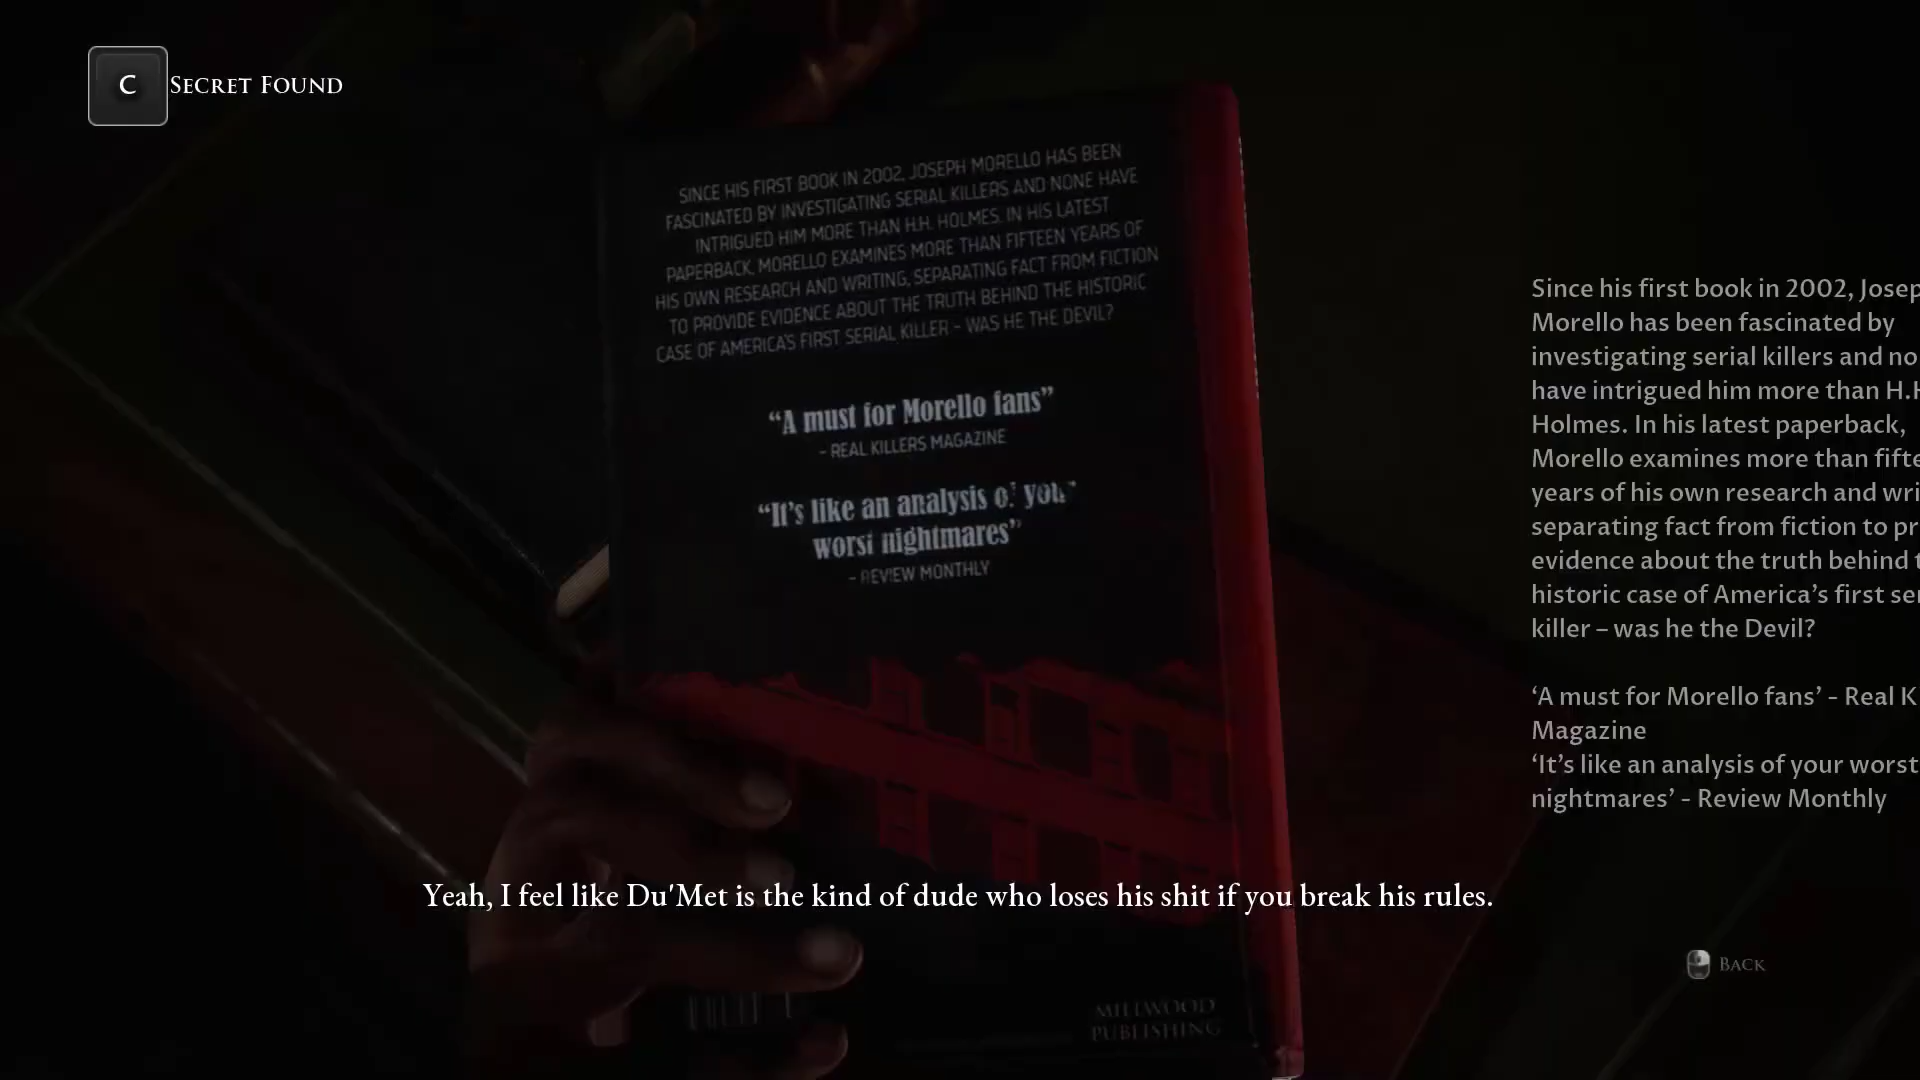 C Secret Found
SINCE HIS FIRST BOOK IN 2002, JOSEPH MORELLO HAS BEEN
FASCINATED BY INVESTIGATING SERIAL KILLERS AND NONE HAVE
INTRIGUED HIM MORE THAN H.H. HOLMES. IN HIS LATEST
PAPERBACK, MORELLO EXAMINES MORE THAN FIFTEEN YEARS OF
HIS OWN RESEARCH AND WRITING, SEPARATING FACT FROM FICTION
TO PROVIDE EVIDENCE ABOUT THE TRUTH BEHIND THE HISTORIC
CASE OF AMERICA'S FIRST SERIAL KILLER – WAS HE THE DEVIL?
“A must for Morello fans”
- REAL KILLERS MAGAZINE
“It's like an analysis of your
worst nightmares”
- REVIEW MONTHLY
MILLWOOD
PUBLISHING
Since his first book in 2002, Josep
Morello has been fascinated by
investigating serial killers and no
have intrigued him more than H.H
Holmes. In his latest paperback,
Morello examines more than fifte
years of his own research and wri
separating fact from fiction to pr
evidence about the truth behind t
historic case of America’s first ser
killer – was he the Devil?
‘A must for Morello fans’ - Real K
Magazine
‘It’s like an analysis of your worst
nightmares’ - Review Monthly
Yeah, I feel like Du'Met is the kind of dude who loses his shit if you break his rules.
Back